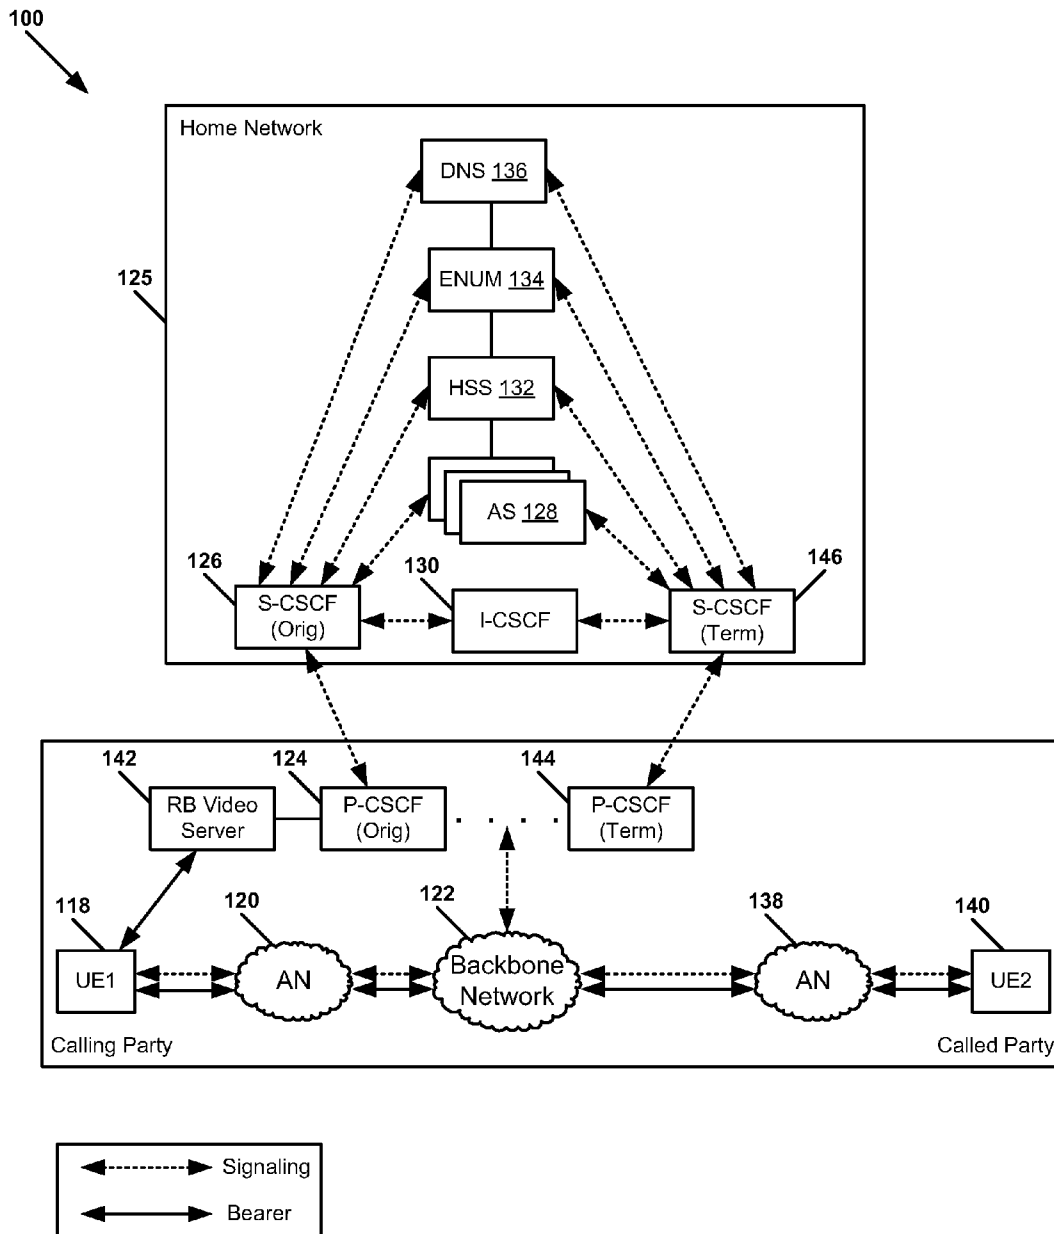 100
Home Network
DNS 136
125
ENUM 134
HSS 132
AS 128
126
130
146
S-CSCF
(Orig)
I-CSCF
S-CSCF
(Term)
142
124
144
RB Video
Server
P-CSCF
(Orig)
P-CSCF
(Term)
118
120
122
138
140
UE1
AN
Backbone
Network
AN
UE2
Calling Party
Called Party
Signaling
Bearer